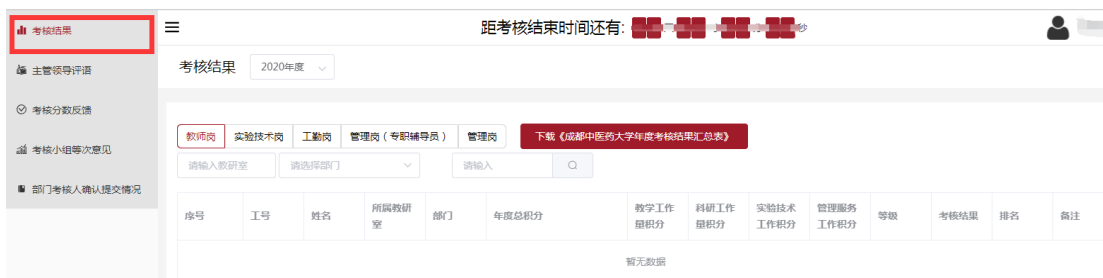 考核结果
主管领导评语
考核分数反馈
考核小组等次意见
部门考核人确认提交情况
距考核结束时间还有:
秒
考核结果 2020年度
教师岗 实验技术岗 工勤岗 管理岗（专职辅导员） 管理岗 下载《成都中医药大学年度考核结果汇总表》
请输入教研室 请选择部门 请输入
序号 工号 姓名 所属教研室 部门 年度总积分 教学工作量积分 科研工作量积分 实验技术工作积分 管理服务工作积分 等级 考核结果 排名 备注
暂无数据